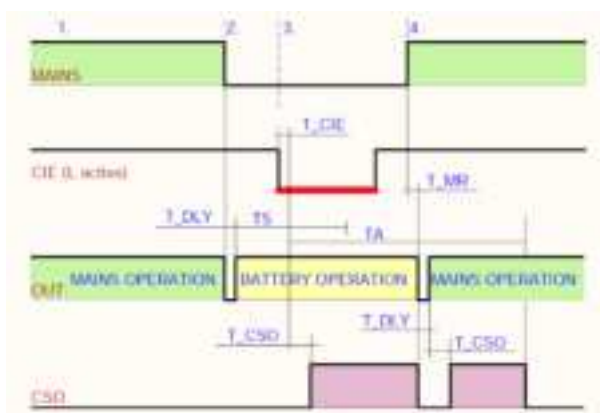 1. 2. 3. 4.
MAINS
T_CIE
CIE (L active)
T_MR
T_DLY TS
TA
MAINS OPERATION BATTERY OPERATION MAINS OPERATION
OUT
T_DLY
T_CSO T_CSO
CSO